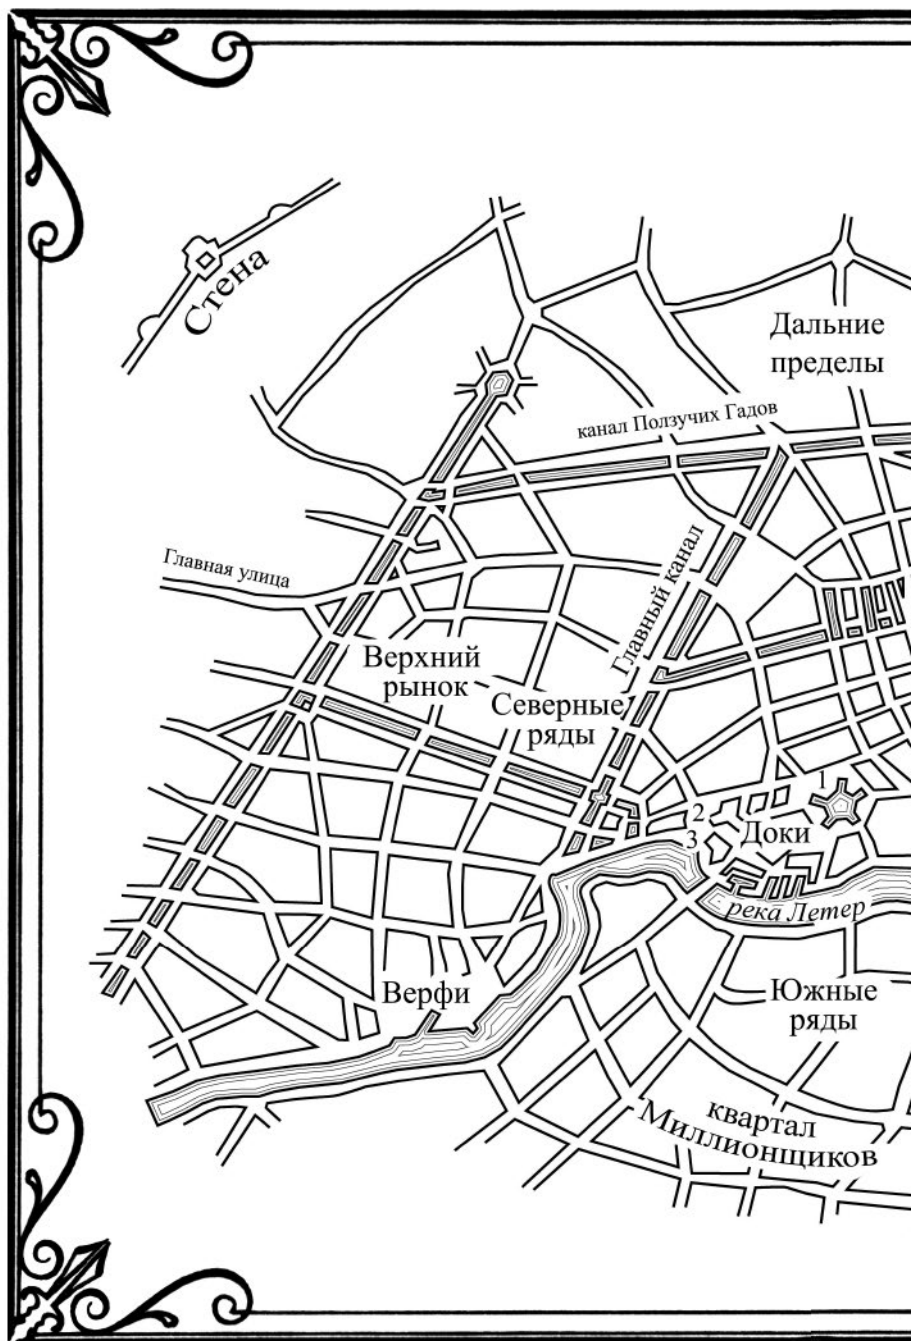 Стена
Дальние
пределы
канал Ползучих Гадов
Главная улица
Главный канал
Верхний
рынок
Северные
ряды
1
2
3
Доки
река Летер
Верфи
Южные
ряды
квартал
Миллионщиков